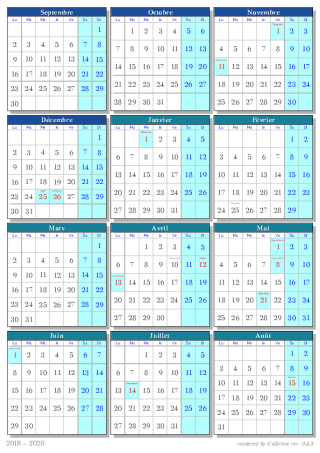 Septembre
Lu Ma Me Je Ve Sa Di
1
2 3 4 5 6 7 8
9 10 11 12 13 14 15
16 17 18 19 20 21 22
23 24 25 26 27 28 29
30
Octobre
Lu Ma Me Je Ve Sa Di
1 2 3 4 5 6
7 8 9 10 11 12 13
14 15 16 17 18 19 20
21 22 23 24 25 26 27
28 29 30 31
Novembre
Lu Ma Me Je Ve Sa Di
1 2 3
4 5 6 7 8 9 10
11 12 13 14 15 16 17
18 19 20 21 22 23 24
25 26 27 28 29 30
Décembre
Lu Ma Me Je Ve Sa Di
1
2 3 4 5 6 7 8
9 10 11 12 13 14 15
16 17 18 19 20 21 22
23 24 25 26 27 28 29
30 31
Janvier
Lu Ma Me Je Ve Sa Di
1 2 3 4 5
6 7 8 9 10 11 12
13 14 15 16 17 18 19
20 21 22 23 24 25 26
27 28 29 30 31
Février
Lu Ma Me Je Ve Sa Di
1 2
3 4 5 6 7 8 9
10 11 12 13 14 15 16
17 18 19 20 21 22 23
24 25 26 27 28 29
Mars
Lu Ma Me Je Ve Sa Di
1
2 3 4 5 6 7 8
9 10 11 12 13 14 15
16 17 18 19 20 21 22
23 24 25 26 27 28 29
30 31
Avril
Lu Ma Me Je Ve Sa Di
1 2 3 4 5
6 7 8 9 10 11 12
13 14 15 16 17 18 19
20 21 22 23 24 25 26
27 28 29 30
Mai
Lu Ma Me Je Ve Sa Di
1 2 3
4 5 6 7 8 9 10
11 12 13 14 15 16 17
18 19 20 21 22 23 24
25 26 27 28 29 30 31
Juin
Lu Ma Me Je Ve Sa Di
1 2 3 4 5 6 7
8 9 10 11 12 13 14
15 16 17 18 19 20 21
22 23 24 25 26 27 28
29 30
Juillet
Lu Ma Me Je Ve Sa Di
1 2 3 4 5
6 7 8 9 10 11 12
13 14 15 16 17 18 19
20 21 22 23 24 25 26
27 28 29 30 31
Août
Lu Ma Me Je Ve Sa Di
1 2
3 4 5 6 7 8 9
10 11 12 13 14 15 16
17 18 19 20 21 22 23
24 25 26 27 28 29 30
31
2019 – 2020
rendered by Calibrise ver. 0.4.3